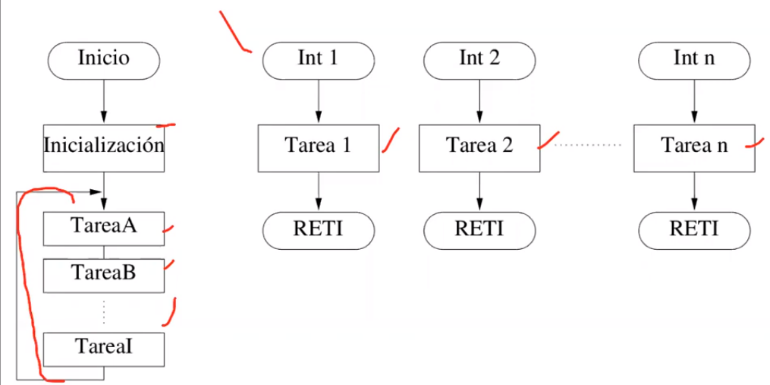 Inicio
Inicialización
TareaA
TareaB
TareaI
Int 1
Tarea 1
RETI
Int 2
Tarea 2
RETI
Int n
Tarea n
RETI